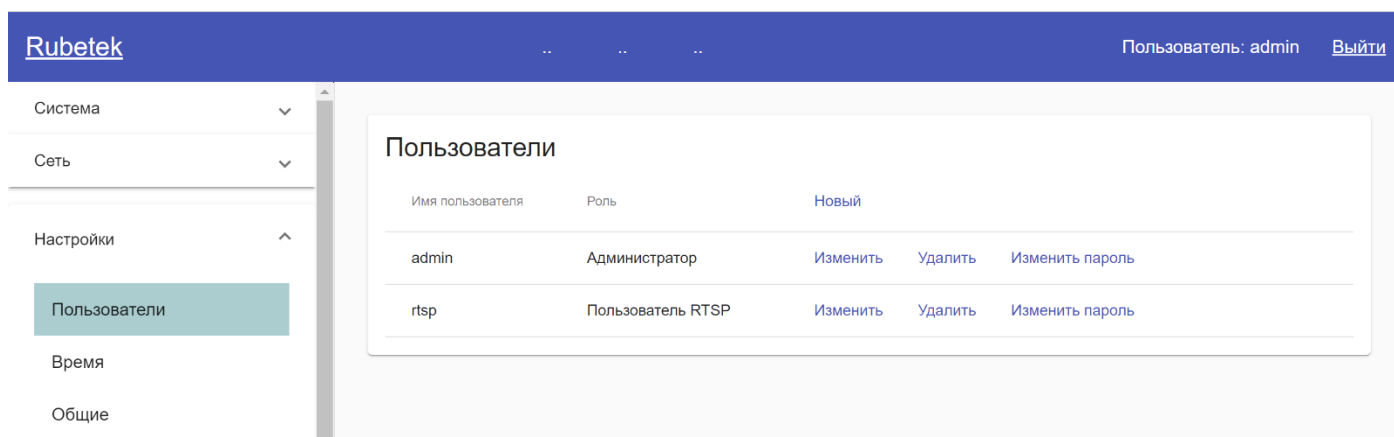 Rubetek .. .. .. Пользователь: admin Выйти
Система
Сеть
Настройки
Пользователи
Время
Общие
Пользователи
Имя пользователя Роль Новый
admin Администратор Изменить Удалить Изменить пароль
rtsp Пользователь RTSP Изменить Удалить Изменить пароль